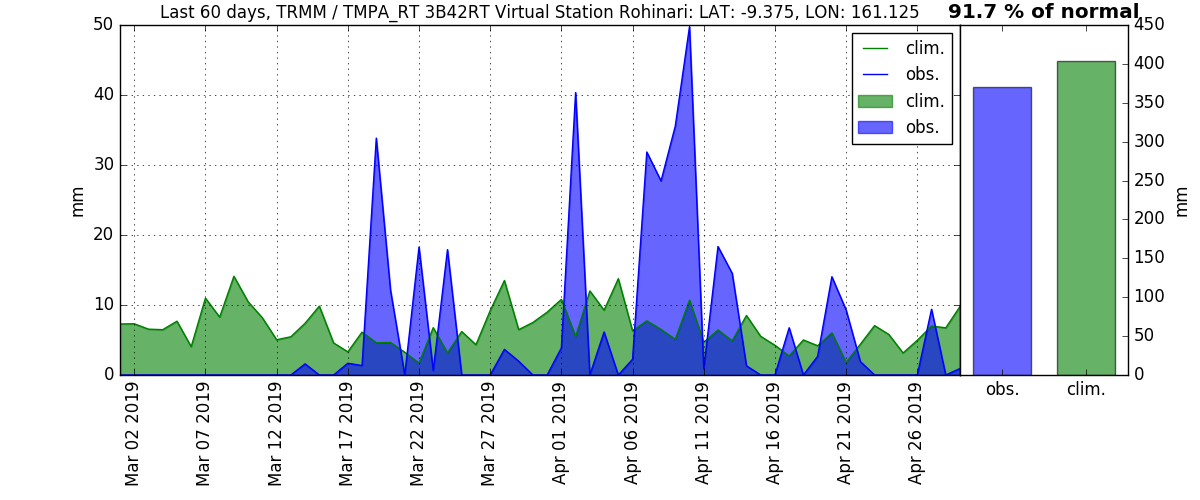 Last 60 days, TRMM / TMPA_RT 3B42RT Virtual Station Rohinari: LAT: -9.375, LON: 161.125
91.7 % of normal
50
40
30
20
10
0
mm
clim.
obs.
clim.
obs.
450
400
350
300
250
200
150
100
50
0
mm
Mar 02 2019
Mar 07 2019
Mar 12 2019
Mar 17 2019
Mar 22 2019
Mar 27 2019
Apr 01 2019
Apr 06 2019
Apr 11 2019
Apr 16 2019
Apr 21 2019
Apr 26 2019
obs.
clim.